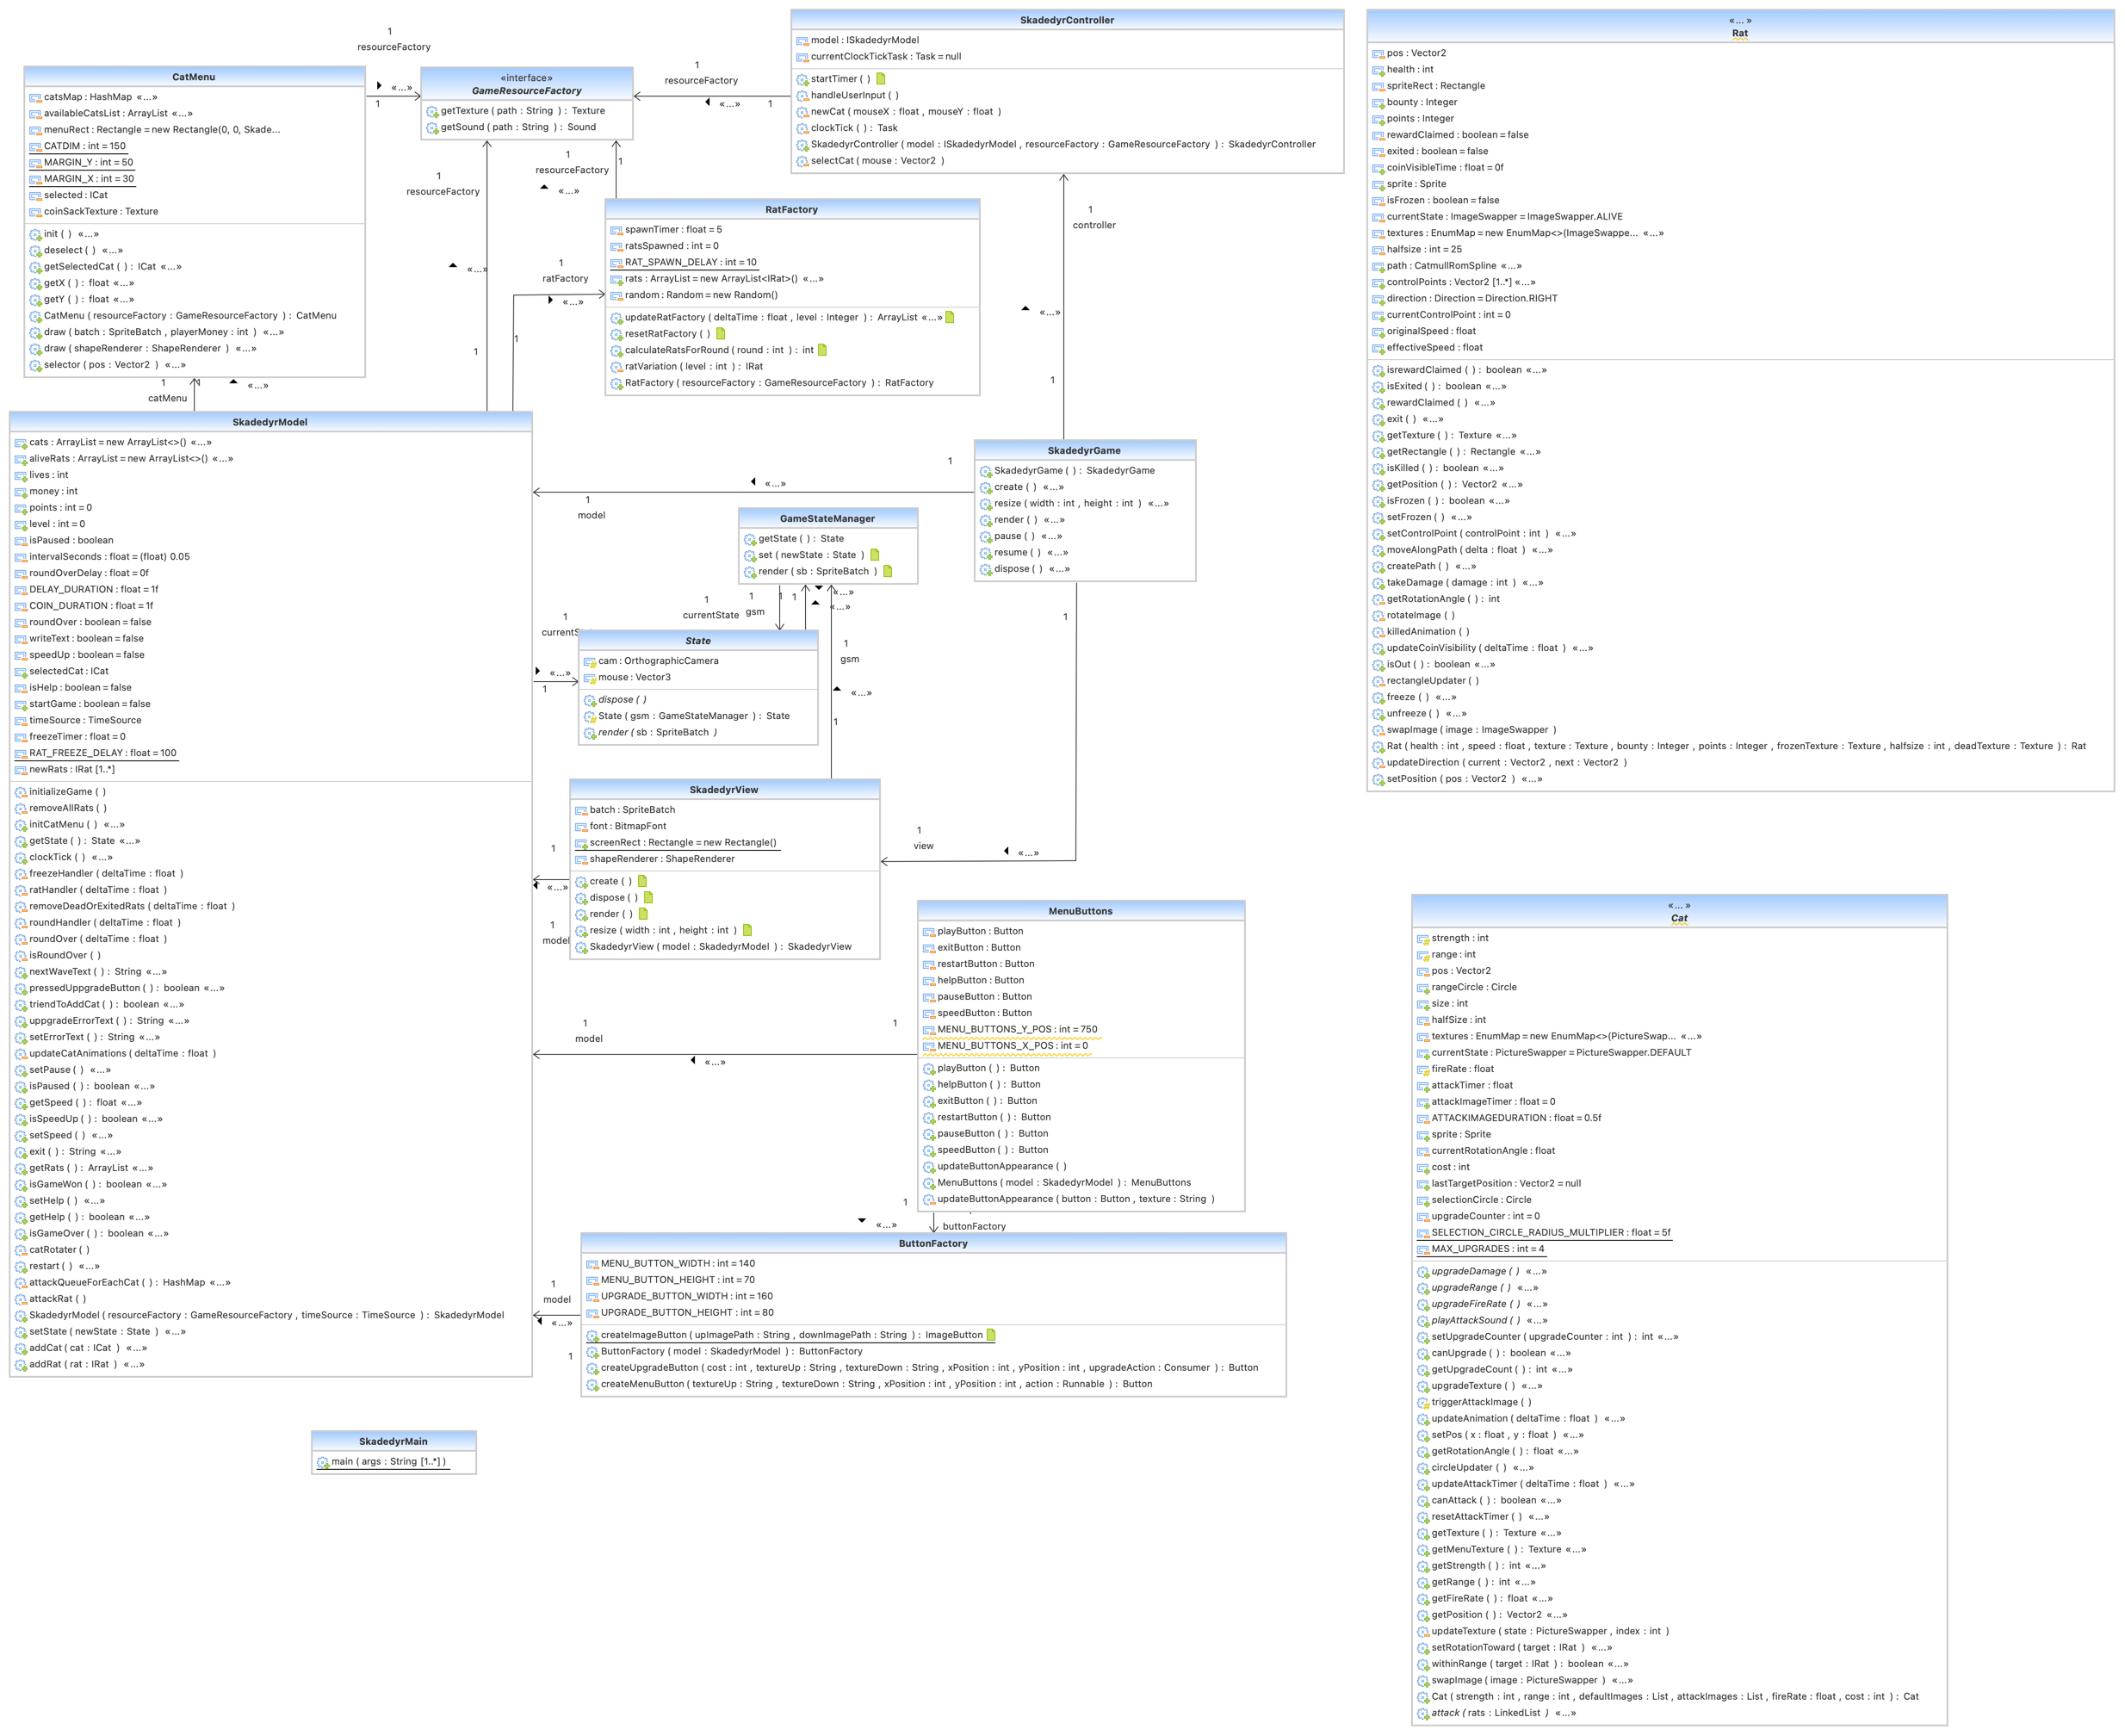 CatMenu
catsMap : HashMap «...»
availableCatsList : ArrayList «...»
menuRect : Rectangle = new Rectangle(0, 0, Skade...
CATDIM : int = 150
MARGIN_Y : int = 50
MARGIN_X : int = 30
selected : ICat
coinSackTexture : Texture
init ( ) «...»
deselect ( ) «...»
getSelectedCat ( ) : ICat «...»
getX ( ) : float «...»
getY ( ) : float «...»
CatMenu ( resourceFactory : GameResourceFactory ) : CatMenu
draw ( batch : SpriteBatch , playerMoney : int ) «...»
draw ( shapeRenderer : ShapeRenderer ) «...»
selector ( pos : Vector2 ) «...»
1
resourceFactory
«...»
1
«interface»
GameResourceFactory
getTexture ( path : String ) : Texture
getSound ( path : String ) : Sound
1
resourceFactory
«...»
1
SkadedyrController
model : ISkadedyrModel
currentClockTickTask : Task = null
startTimer ( )
handleUserInput ( )
newCat ( mouseX : float , mouseY : float )
clockTick ( ) : Task
SkadedyrController ( model : ISkadedyrModel , resourceFactory : GameResourceFactory ) : SkadedyrController
selectCat ( mouse : Vector2 )
1
resourceFactory
«...»
1
1
resourceFactory
«...»
1
RatFactory
spawnTimer : float = 5
ratsSpawned : int = 0
RAT_SPAWN_DELAY : int = 10
rats : ArrayList = new ArrayList<IRat>() «...»
random : Random = new Random()
updateRatFactory ( deltaTime : float , level : Integer ) : ArrayList «...»
resetRatFactory ( )
calculateRatsForRound ( round : int ) : int
ratVariation ( level : int ) : IRat
RatFactory ( resourceFactory : GameResourceFactory ) : RatFactory
1
ratFactory
«...»
1
1
controller
«...»
1
1
1
catMenu
«...»
SkadedyrModel
cats : ArrayList = new ArrayList<>() «...»
aliveRats : ArrayList = new ArrayList<>() «...»
lives : int
money : int
points : int = 0
level : int = 0
isPaused : boolean
intervalSeconds : float = (float) 0.05
roundOverDelay : float = 0f
DELAY_DURATION : float = 1f
COIN_DURATION : float = 1f
roundOver : boolean = false
writeText : boolean = false
speedUp : boolean = false
selectedCat : ICat
isHelp : boolean = false
startGame : boolean = false
timeSource : TimeSource
freezeTimer : float = 0
RAT_FREEZE_DELAY : float = 100
newRats : IRat [1..*]
initializeGame ( )
removeAllRats ( )
initCatMenu ( ) «...»
getState ( ) : State «...»
clockTick ( ) «...»
freezeHandler ( deltaTime : float )
ratHandler ( deltaTime : float )
removeDeadOrExitedRats ( deltaTime : float )
roundHandler ( deltaTime : float )
roundOver ( deltaTime : float )
isRoundOver ( )
nextWaveText ( ) : String «...»
pressedUppgradeButton ( ) : boolean «...»
triendToAddCat ( ) : boolean «...»
uppgradeErrorText ( ) : String «...»
setErrorText ( ) : String «...»
updateCatAnimations ( deltaTime : float )
setPause ( ) «...»
isPaused ( ) : boolean «...»
getSpeed ( ) : float «...»
isSpeedUp ( ) : boolean «...»
setSpeed ( ) «...»
exit ( ) : String «...»
getRats ( ) : ArrayList «...»
isGameWon ( ) : boolean «...»
setHelp ( ) «...»
getHelp ( ) : boolean «...»
isGameOver ( ) : boolean «...»
catRotater ( )
restart ( ) «...»
attackQueueForEachCat ( ) : HashMap «...»
attackRat ( )
SkadedyrModel ( resourceFactory : GameResourceFactory , timeSource : TimeSource ) : SkadedyrModel
setState ( newState : State ) «...»
addCat ( cat : ICat ) «...»
addRat ( rat : IRat ) «...»
SkadedyrGame
SkadedyrGame ( ) : SkadedyrGame
create ( ) «...»
resize ( width : int , height : int ) «...»
render ( ) «...»
pause ( ) «...»
resume ( ) «...»
dispose ( ) «...»
1
«...»
1
model
GameStateManager
getState ( ) : State
set ( newState : State )
render ( sb : SpriteBatch )
1
currentState
1
gsm
1
1
«...»
«...»
1
currentSt
«...»
1
State
cam : OrthographicCamera
mouse : Vector3
dispose ( )
State ( gsm : GameStateManager ) : State
render ( sb : SpriteBatch )
1
gsm
«...»
1
SkadedyrView
batch : SpriteBatch
font : BitmapFont
screenRect : Rectangle = new Rectangle()
shapeRenderer : ShapeRenderer
create ( )
dispose ( )
render ( )
resize ( width : int , height : int )
SkadedyrView ( model : SkadedyrModel ) : SkadedyrView
1
«...»
1
model
1
1
view
«...»
MenuButtons
playButton : Button
exitButton : Button
restartButton : Button
helpButton : Button
pauseButton : Button
speedButton : Button
MENU_BUTTONS_Y_POS : int = 750
MENU_BUTTONS_X_POS : int = 0
playButton ( ) : Button
helpButton ( ) : Button
exitButton ( ) : Button
restartButton ( ) : Button
pauseButton ( ) : Button
speedButton ( ) : Button
updateButtonAppearance ( )
MenuButtons ( model : SkadedyrModel ) : MenuButtons
updateButtonAppearance ( button : Button , texture : String )
1
model
1
«...»
1
«...»
buttonFactory
ButtonFactory
MENU_BUTTON_WIDTH : int = 140
MENU_BUTTON_HEIGHT : int = 70
UPGRADE_BUTTON_WIDTH : int = 160
UPGRADE_BUTTON_HEIGHT : int = 80
createImageButton ( upImagePath : String , downImagePath : String ) : ImageButton
ButtonFactory ( model : SkadedyrModel ) : ButtonFactory
createUpgradeButton ( cost : int , textureUp : String , textureDown : String , xPosition : int , yPosition : int , upgradeAction : Consumer ) : Button
createMenuButton ( textureUp : String , textureDown : String , xPosition : int , yPosition : int , action : Runnable ) : Button
1
model
«...»
1
SkadedyrMain
main ( args : String [1..*] )
«... »
Rat
pos : Vector2
health : int
spriteRect : Rectangle
bounty : Integer
points : Integer
rewardClaimed : boolean = false
exited : boolean = false
coinVisibleTime : float = 0f
sprite : Sprite
isFrozen : boolean = false
currentState : ImageSwapper = ImageSwapper.ALIVE
textures : EnumMap = new EnumMap<>(ImageSwappe... «...»
halfsize : int = 25
path : CatmullRomSpline «...»
controlPoints : Vector2 [1..*] «...»
direction : Direction = Direction.RIGHT
currentControlPoint : int = 0
originalSpeed : float
effectiveSpeed : float
isrewardClaimed ( ) : boolean «...»
isExited ( ) : boolean «...»
rewardClaimed ( ) «...»
exit ( ) «...»
getTexture ( ) : Texture «...»
getRectangle ( ) : Rectangle «...»
isKilled ( ) : boolean «...»
getPosition ( ) : Vector2 «...»
isFrozen ( ) : boolean «...»
setFrozen ( ) «...»
setControlPoint ( controlPoint : int ) «...»
moveAlongPath ( delta : float ) «...»
createPath ( ) «...»
takeDamage ( damage : int ) «...»
getRotationAngle ( ) : int
rotateImage ( )
killedAnimation ( )
updateCoinVisibility ( deltaTime : float ) «...»
isOut ( ) : boolean «...»
rectangleUpdater ( )
freeze ( ) «...»
unfreeze ( ) «...»
swapImage ( image : ImageSwapper )
Rat ( health : int , speed : float , texture : Texture , bounty : Integer , points : Integer , frozenTexture : Texture , halfsize : int , deadTexture : Texture ) : Rat
updateDirection ( current : Vector2 , next : Vector2 )
setPosition ( pos : Vector2 ) «...»
«... »
Cat
strength : int
range : int
pos : Vector2
rangeCircle : Circle
size : int
halfSize : int
textures : EnumMap = new EnumMap<>(PictureSwap... «...»
currentState : PictureSwapper = PictureSwapper.DEFAULT
fireRate : float
attackTimer : float
attackImageTimer : float = 0
ATTACKIMAGEDURATION : float = 0.5f
sprite : Sprite
currentRotationAngle : float
cost : int
lastTargetPosition : Vector2 = null
selectionCircle : Circle
upgradeCounter : int = 0
SELECTION_CIRCLE_RADIUS_MULTIPLIER : float = 5f
MAX_UPGRADES : int = 4
upgradeDamage ( ) «...»
upgradeRange ( ) «...»
upgradeFireRate ( ) «...»
playAttackSound ( ) «...»
setUpgradeCounter ( upgradeCounter : int ) : int «...»
canUpgrade ( ) : boolean «...»
getUpgradeCount ( ) : int «...»
upgradeTexture ( ) «...»
triggerAttackImage ( )
updateAnimation ( deltaTime : float ) «...»
setPos ( x : float , y : float ) «...»
getRotationAngle ( ) : float «...»
circleUpdater ( ) «...»
updateAttackTimer ( deltaTime : float ) «...»
canAttack ( ) : boolean «...»
resetAttackTimer ( ) «...»
getTexture ( ) : Texture «...»
getMenuTexture ( ) : Texture «...»
getStrength ( ) : int «...»
getRange ( ) : int «...»
getFireRate ( ) : float «...»
getPosition ( ) : Vector2 «...»
updateTexture ( state : PictureSwapper , index : int )
setRotationToward ( target : IRat ) «...»
withinRange ( target : IRat ) : boolean «...»
swapImage ( image : PictureSwapper ) «...»
Cat ( strength : int , range : int , defaultImages : List , attackImages : List , fireRate : float , cost : int ) : Cat
attack ( rats : LinkedList ) «...»